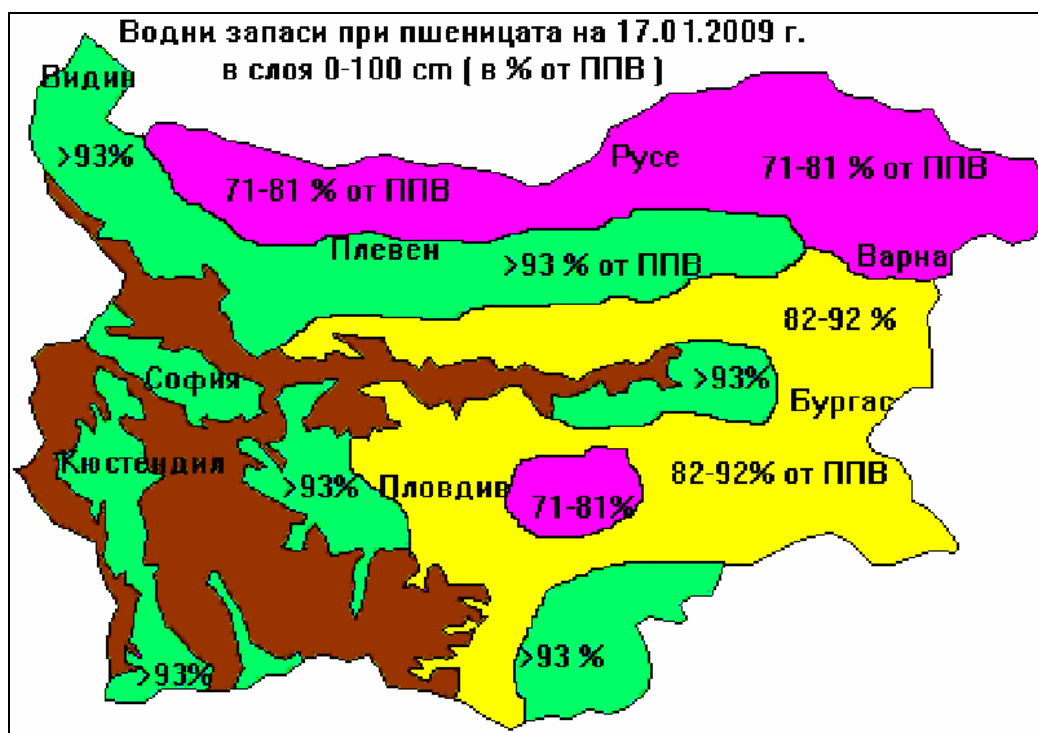 Водни запаси при пшеницата на 17.01.2009 г.
в слоя 0-100 cm ( в % от ППВ )
Видин
>93%
Русе
71-81 % от ППВ
71-81 % от ППВ
Плевен
>93 % от ППВ
Варна
82-92 %
София
>93%
Бургас
Кюстендил
>93%
Пловдив
71-81%
82-92% от ППВ
>93%
>93 %